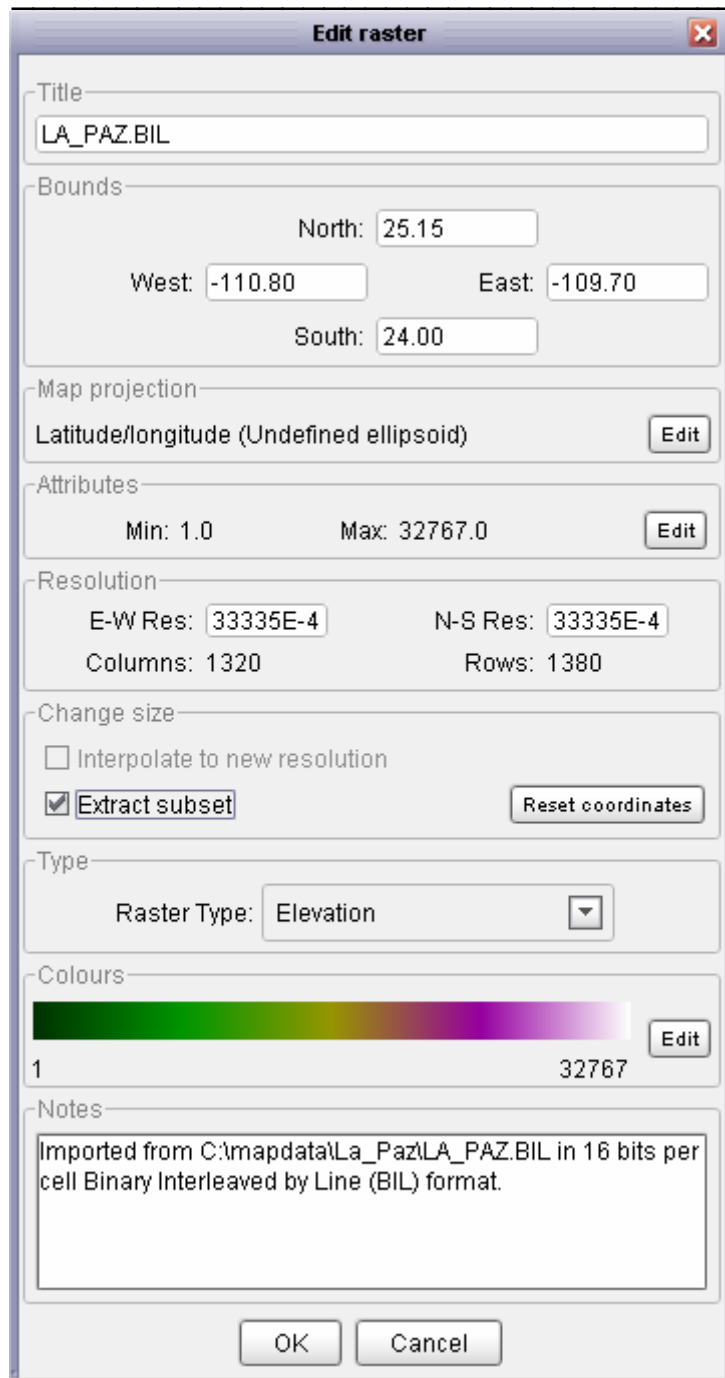 Edit raster
Title
LA_PAZ.BIL
Bounds
North: 25.15
West: -110.80 East: -109.70
South: 24.00
Map projection
Latitude/longitude (Undefined ellipsoid) Edit
Attributes
Min: 1.0 Max: 32767.0 Edit
Resolution
E-W Res: 33335E-4 N-S Res: 33335E-4
Columns: 1320 Rows: 1380
Change size
Interpolate to new resolution
Extract subset Reset coordinates
Type
Raster Type: Elevation
Colours
Edit
1 32767
Notes
Imported from C:\mapdata\La_Paz\LA_PAZ.BIL in 16 bits per
cell Binary Interleaved by Line (BIL) format.
OK Cancel